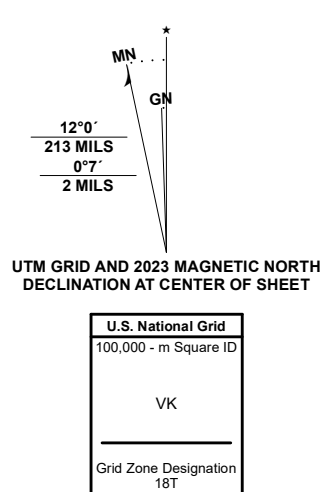 ★
MN
GN
12°0´
213 MILS
0°7´
2 MILS
UTM GRID AND 2023 MAGNETIC NORTH
DECLINATION AT CENTER OF SHEET
U.S. National Grid
100,000 - m Square ID
VK
Grid Zone Designation
18T